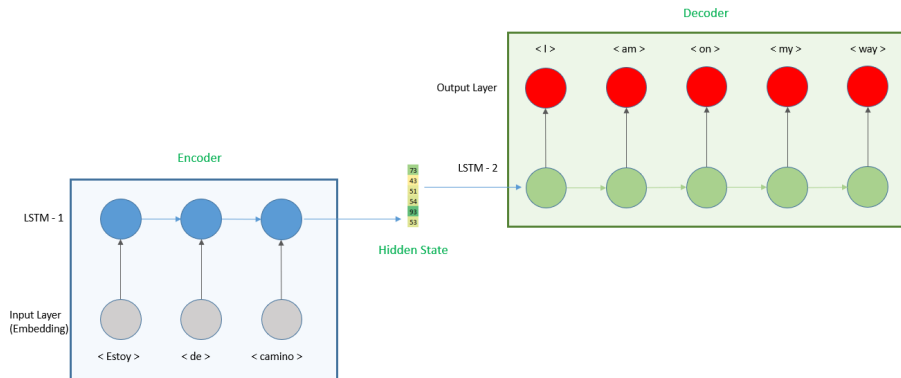 Decoder
< I > < am > < on > < my > < way >
Output Layer
Encoder
LSTM - 2
73
43
51
54
93
53
LSTM - 1
Hidden State
Input Layer
(Embedding)
< Estoy > < de > < camino >